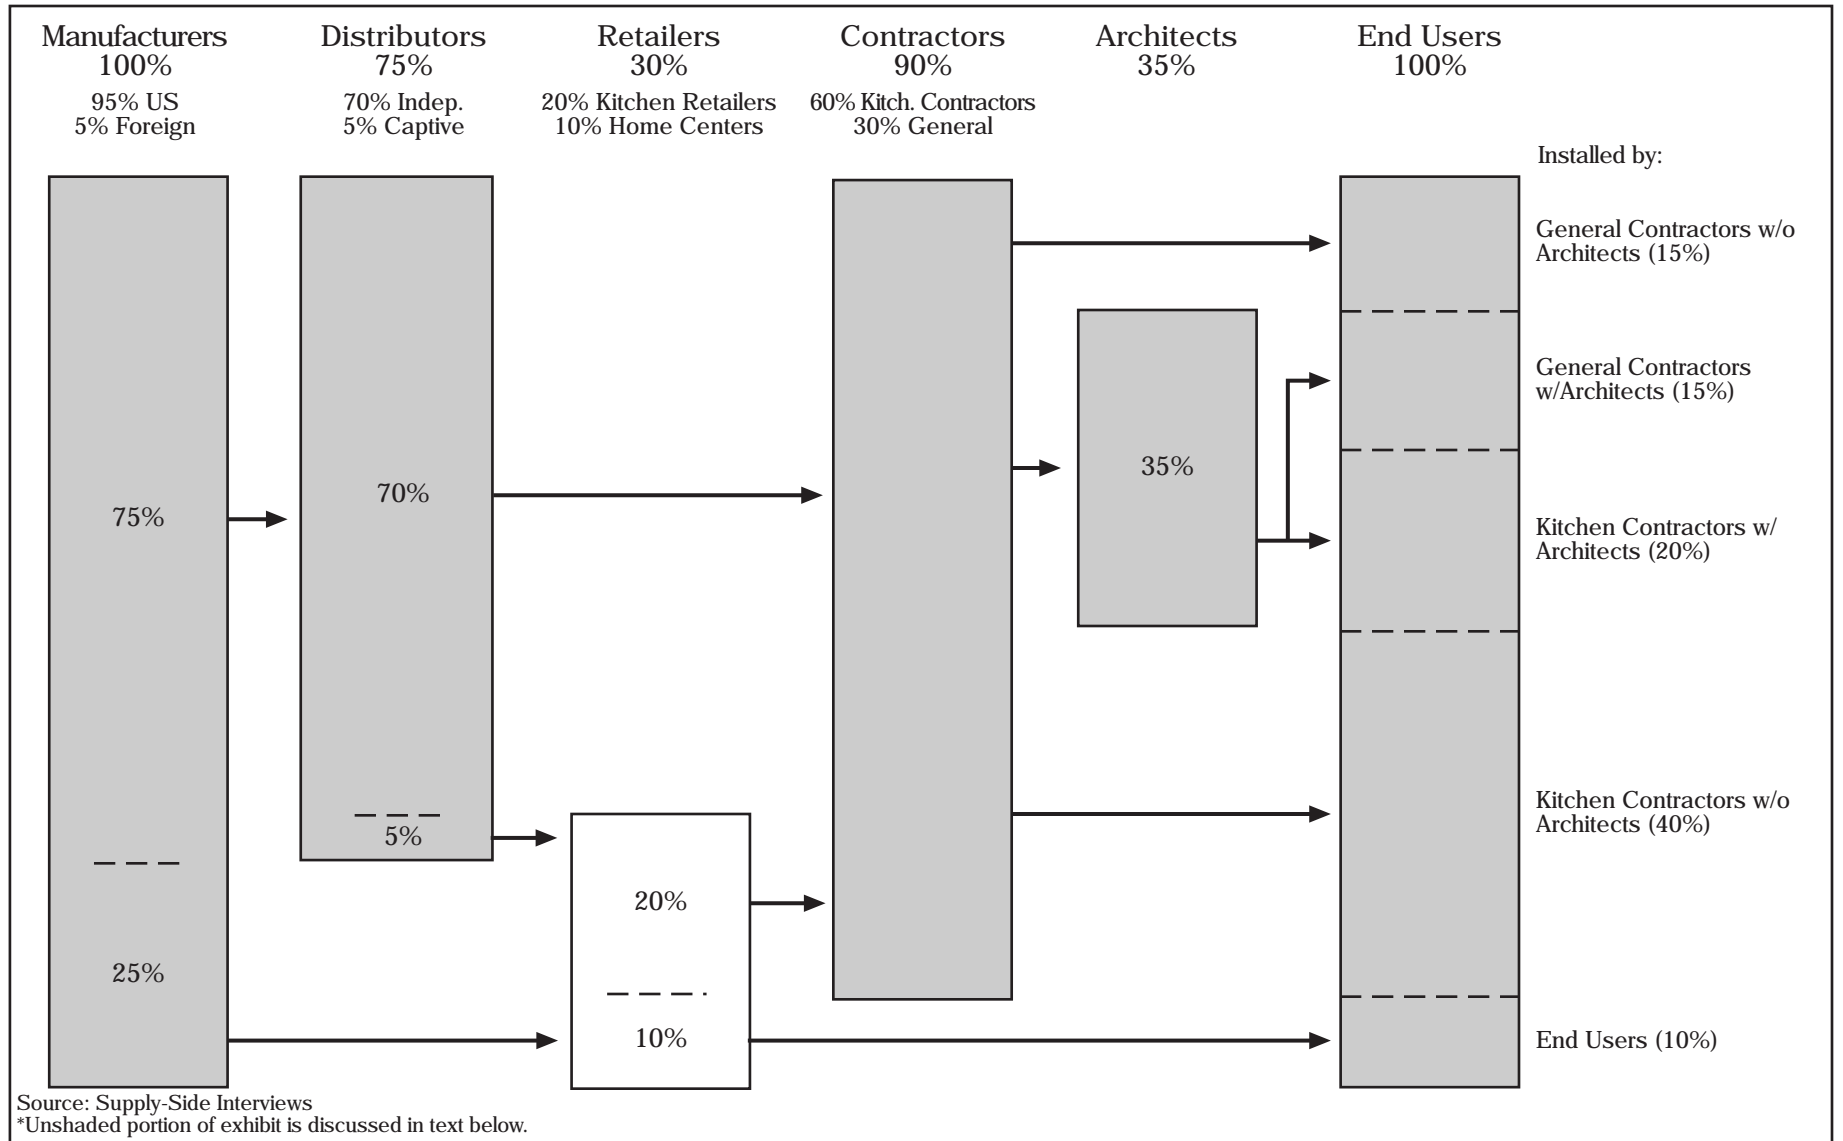 Manufacturers
100%
95% US
5% Foreign
Distributors
75%
70% Indep.
5% Captive
Retailers
30%
20% Kitchen Retailers
10% Home Centers
Contractors
90%
60% Kitch. Contractors
30% General
Architects
35%
End Users
100%
Installed by:
General Contractors w/o
Architects (15%)
General Contractors
w/Architects (15%)
Kitchen Contractors w/
Architects (20%)
Kitchen Contractors w/o
Architects (40%)
End Users (10%)
75%
25%
70%
5%
20%
10%
35%
Source: Supply-Side Interviews
*Unshaded portion of exhibit is discussed in text below.